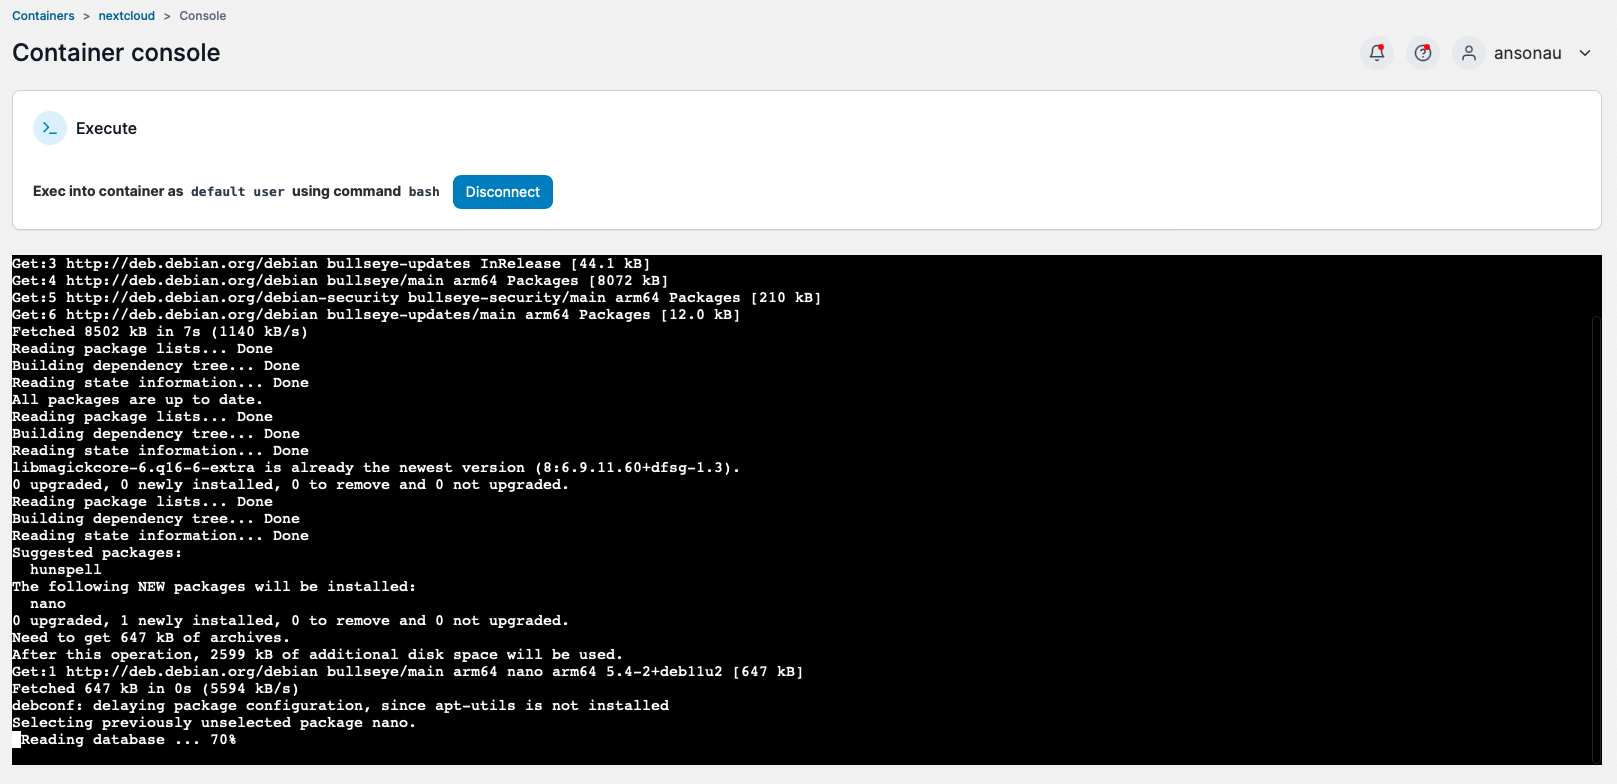 Containers > nextcloud > Console
Container console
ansonau
Execute
Exec into container as default user using command bash Disconnect
Get:3 http://deb.debian.org/debian bullseye-updates InRelease [44.1 kB]
Get:4 http://deb.debian.org/debian bullseye/main arm64 Packages [8072 kB]
Get:5 http://deb.debian.org/debian-security bullseye-security/main arm64 Packages [210 kB]
Get:6 http://deb.debian.org/debian bullseye-updates/main arm64 Packages [12.0 kB]
Fetched 8502 kB in 7s (1140 kB/s)
Reading package lists... Done
Building dependency tree... Done
Reading state information... Done
All packages are up to date.
Reading package lists... Done
Building dependency tree... Done
Reading state information... Done
libmagickcore-6.q16-6-extra is already the newest version (8:6.9.11.60+dfsg-1.3).
0 upgraded, 0 newly installed, 0 to remove and 0 not upgraded.
Reading package lists... Done
Building dependency tree... Done
Reading state information... Done
Suggested packages:
  hunspell
The following NEW packages will be installed:
  nano
0 upgraded, 1 newly installed, 0 to remove and 0 not upgraded.
Need to get 647 kB of archives.
After this operation, 2599 kB of additional disk space will be used.
Get:1 http://deb.debian.org/debian bullseye/main arm64 nano arm64 5.4-2+deb11u2 [647 kB]
Fetched 647 kB in 0s (5594 kB/s)
debconf: delaying package configuration, since apt-utils is not installed
Selecting previously unselected package nano.
Reading database ... 70%